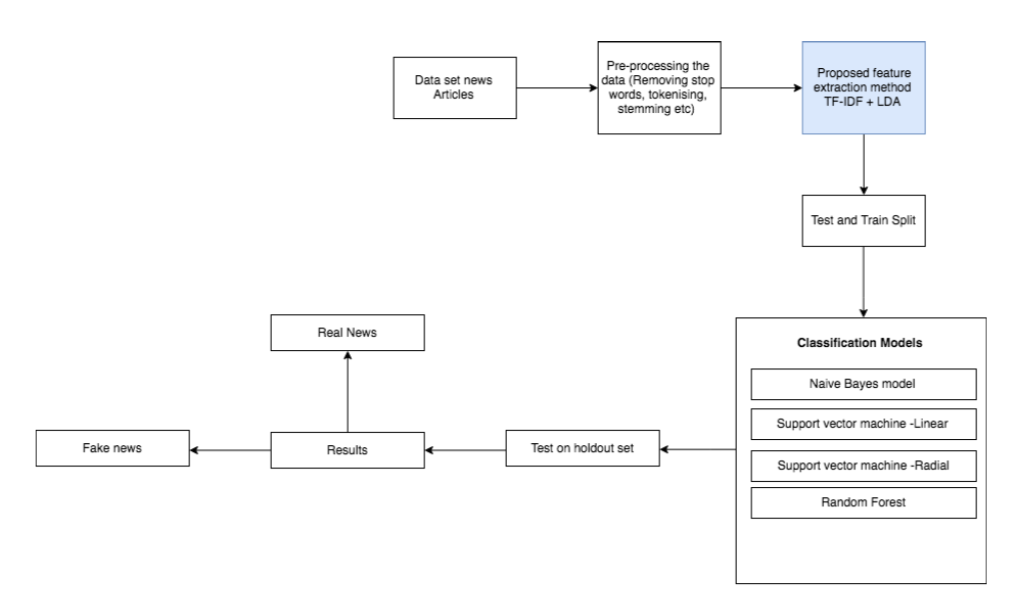 Data set news
Articles
Pre-processing the
data (Removing stop
words, tokenising,
stemming etc)
Proposed feature
extraction method
TF-IDF + LDA
Test and Train Split
Classification Models
Naive Bayes model
Support vector machine -Linear
Support vector machine -Radial
Random Forest
Test on holdout set
Results
Real News
Fake news